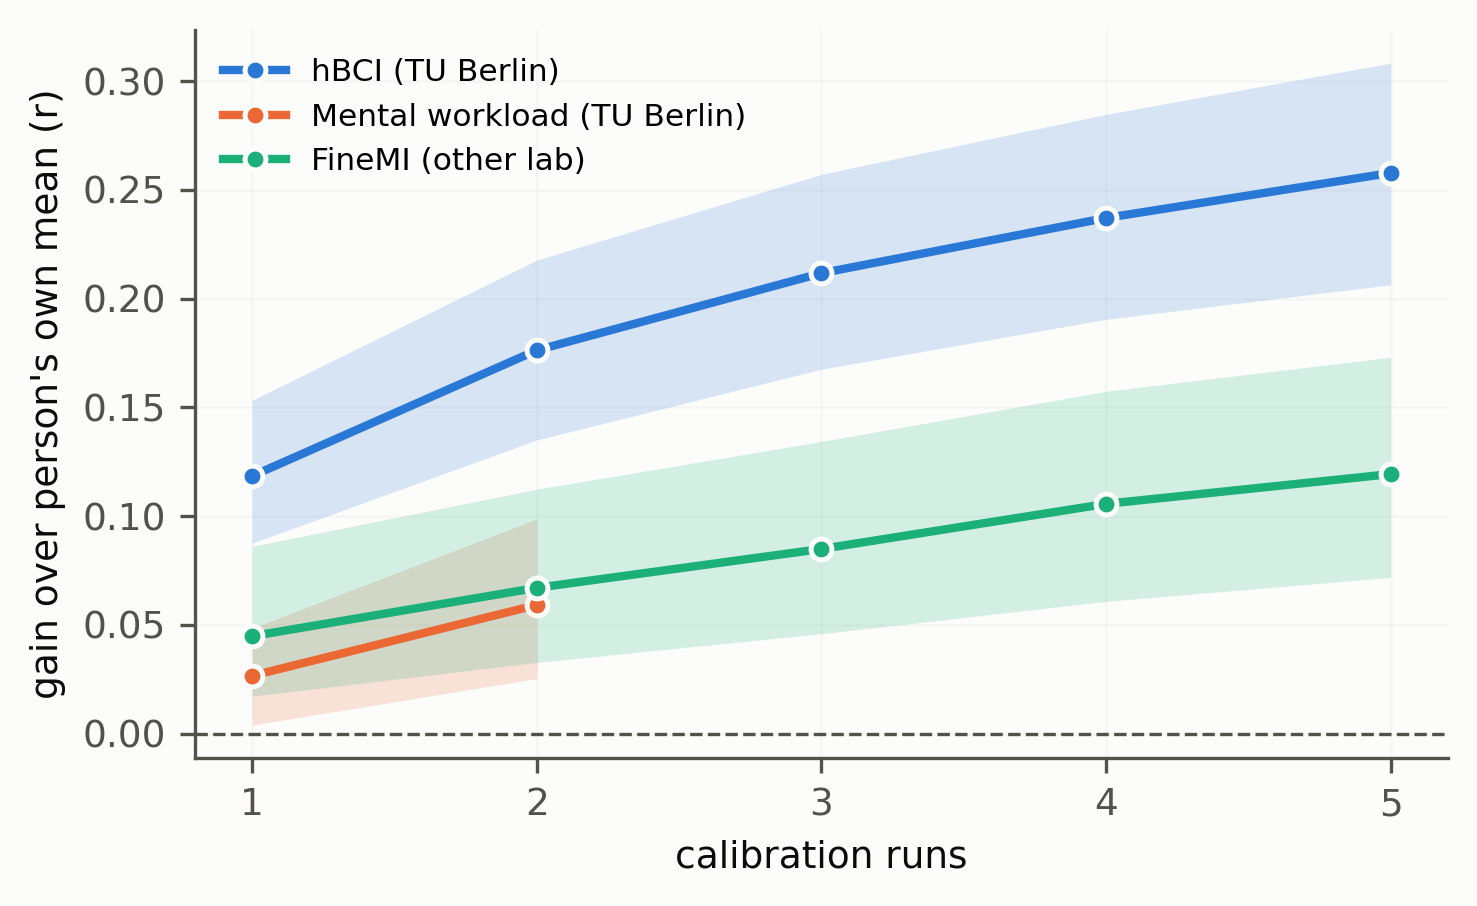 hBCI (TU Berlin)
Mental workload (TU Berlin)
FineMI (other lab)
gain over person's own mean (r)
0.30
0.25
0.20
0.15
0.10
0.05
0.00
1 2 3 4 5
calibration runs